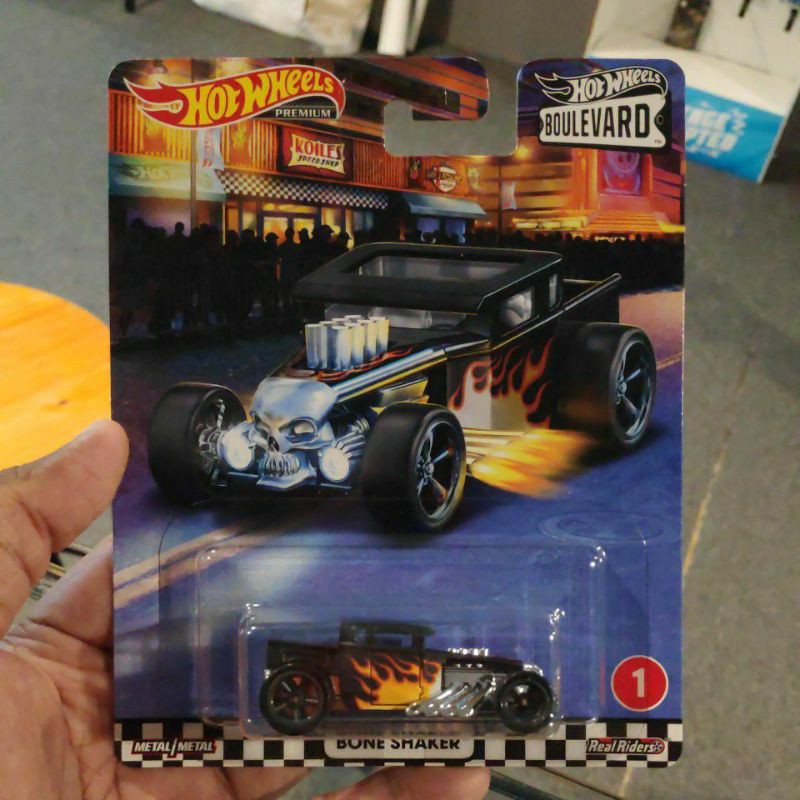 HOT WHEELS
PREMIUM
HOT WHEELS
BOULEVARD
KOILES
SPEED SHOP
1
METAL/METAL
BONE SHAKER
Real Riders